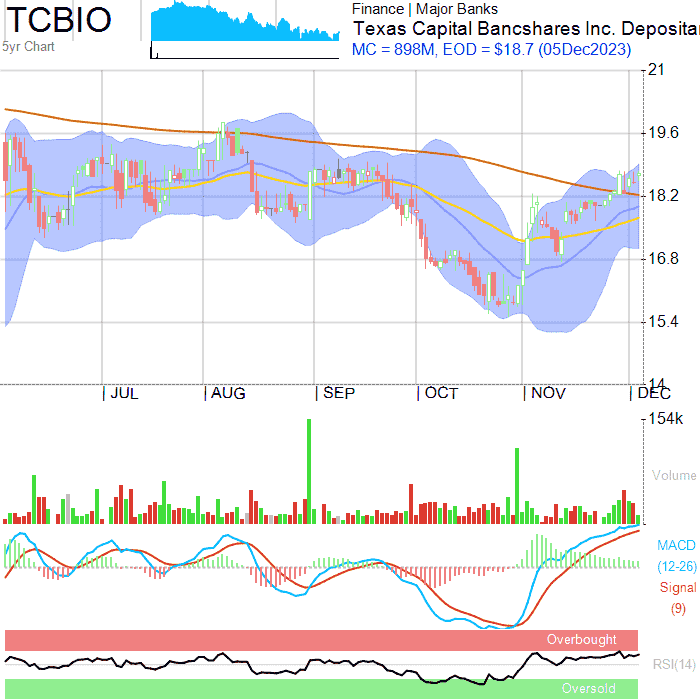 TCBIO
5yr Chart
Finance | Major Banks
Texas Capital Bancshares Inc. Depositar
MC = 898M, EOD = $18.7 (05Dec2023)
21
19.6
18.2
16.8
15.4
14
JUL AUG SEP OCT NOV DEC
154k
Volume
MACD
(12-26)
Signal
(9)
Overbought
RSI(14)
Oversold